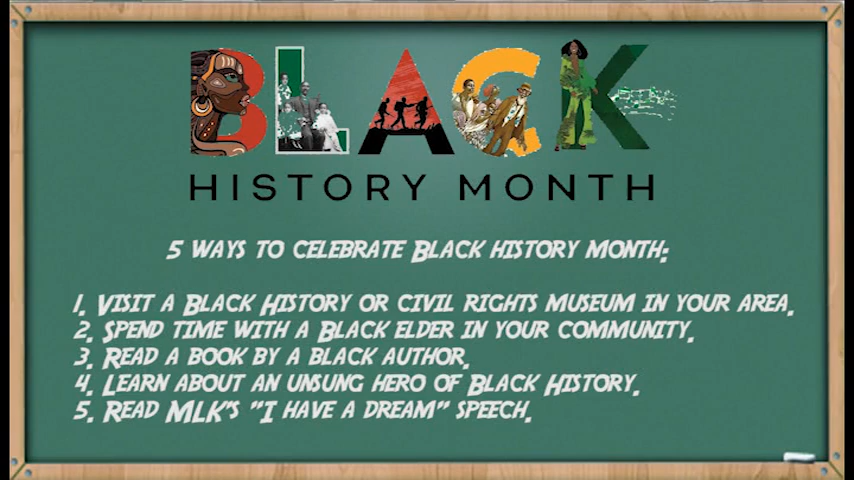 BLACK
HISTORY MONTH
5 ways to celebrate Black history month:
1. Visit a Black History or civil rights museum in your area.
2. Spend time with a Black elder in your community.
3. Read a book by a black author.
4. Learn about an unsung hero of Black History.
5. Read MLK's "I have a dream" speech.